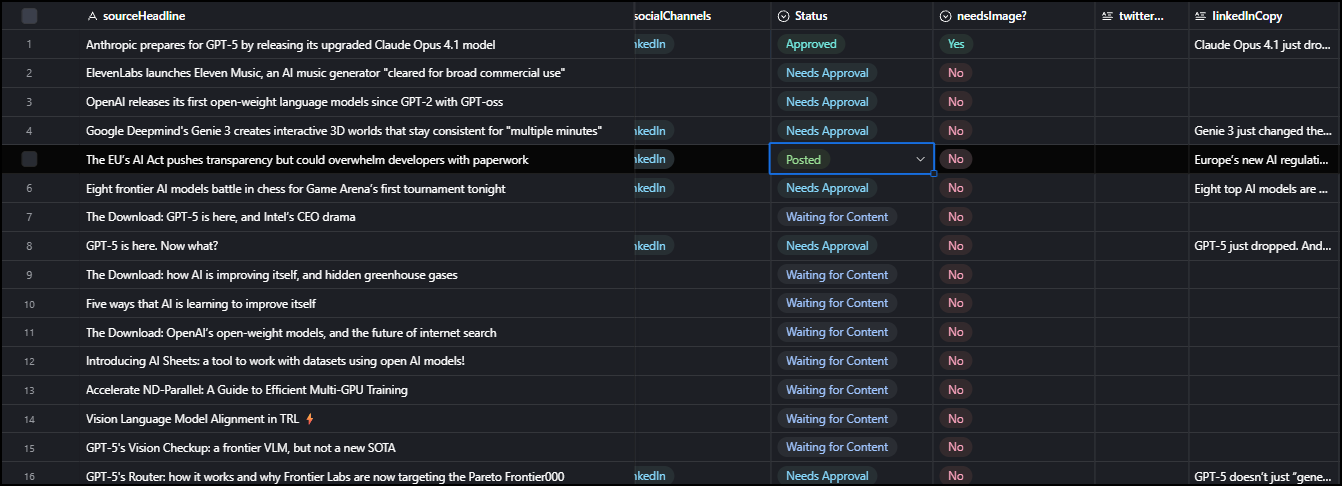 sourceHeadline socialChannels Status needsImage? twitter... linkedInCopy
1 Anthropic prepares for GPT-5 by releasing its upgraded Claude Opus 4.1 model nkedIn Approved Yes Claude Opus 4.1 just dro...
2 ElevenLabs launches Eleven Music, an AI music generator "cleared for broad commercial use" Needs Approval No
3 OpenAI releases its first open-weight language models since GPT-2 with GPT-oss Needs Approval No
4 Google Deepmind's Genie 3 creates interactive 3D worlds that stay consistent for "multiple minutes" nkedIn Needs Approval No Genie 3 just changed the...
The EU's AI Act pushes transparency but could overwhelm developers with paperwork nkedIn Posted No Europe's new AI regulati...
6 Eight frontier AI models battle in chess for Game Arena's first tournament tonight nkedIn Needs Approval No Eight top AI models are ...
7 The Download: GPT-5 is here, and Intel's CEO drama Waiting for Content No
8 GPT-5 is here. Now what? nkedIn Needs Approval No GPT-5 just dropped. And...
9 The Download: how AI is improving itself, and hidden greenhouse gases Waiting for Content No
10 Five ways that AI is learning to improve itself Waiting for Content No
11 The Download: OpenAI's open-weight models, and the future of internet search Waiting for Content No
12 Introducing AI Sheets: a tool to work with datasets using open AI models! Waiting for Content No
13 Accelerate ND-Parallel: A Guide to Efficient Multi-GPU Training Waiting for Content No
14 Vision Language Model Alignment in TRL ⚡ Waiting for Content No
15 GPT-5's Vision Checkup: a frontier VLM, but not a new SOTA Waiting for Content No
16 GPT-5's Router: how it works and why Frontier Labs are now targeting the Pareto Frontier000 nkedIn Needs Approval No GPT-5 doesn't just "gene...